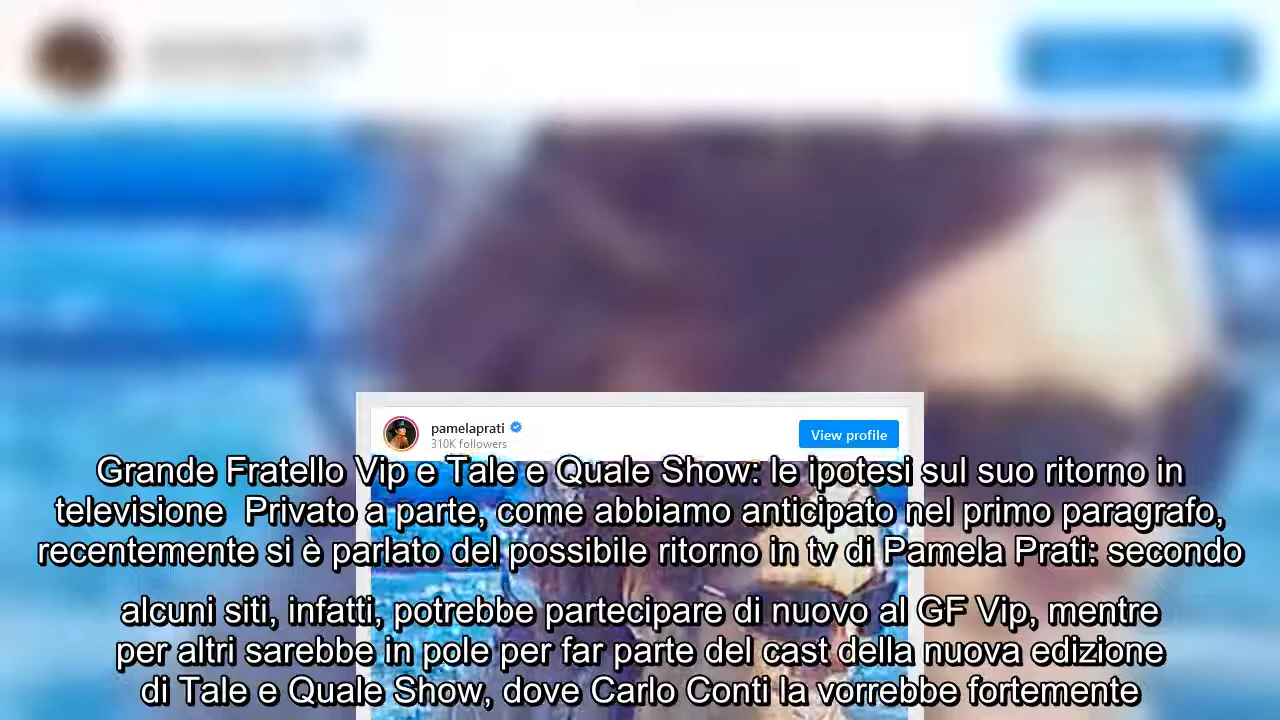 pamelaprati
310K followers
View profile
Grande Fratello Vip e Tale e Quale Show: le ipotesi sul suo ritorno in
televisione  Privato a parte, come abbiamo anticipato nel primo paragrafo,
recentemente si è parlato del possibile ritorno in tv di Pamela Prati: secondo
alcuni siti, infatti, potrebbe partecipare di nuovo al GF Vip, mentre
per altri sarebbe in pole per far parte del cast della nuova edizione
di Tale e Quale Show, dove Carlo Conti la vorrebbe fortemente